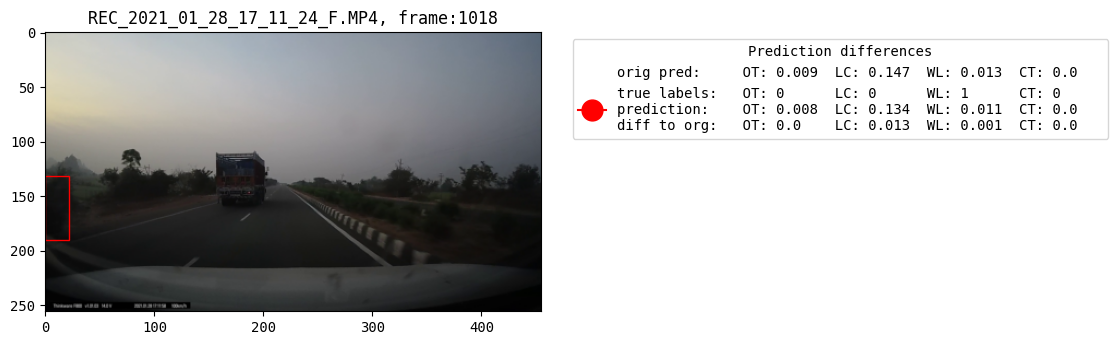 REC_2021_01_28_17_11_24_F.MP4, frame:1018
Prediction differences
orig pred: OT: 0.009 LC: 0.147 WL: 0.013 CT: 0.0
true labels: OT: 0 LC: 0 WL: 1 CT: 0
prediction: OT: 0.008 LC: 0.134 WL: 0.011 CT: 0.0
diff to org: OT: 0.0 LC: 0.013 WL: 0.001 CT: 0.0
0
50
100
150
200
250
0 100 200 300 400